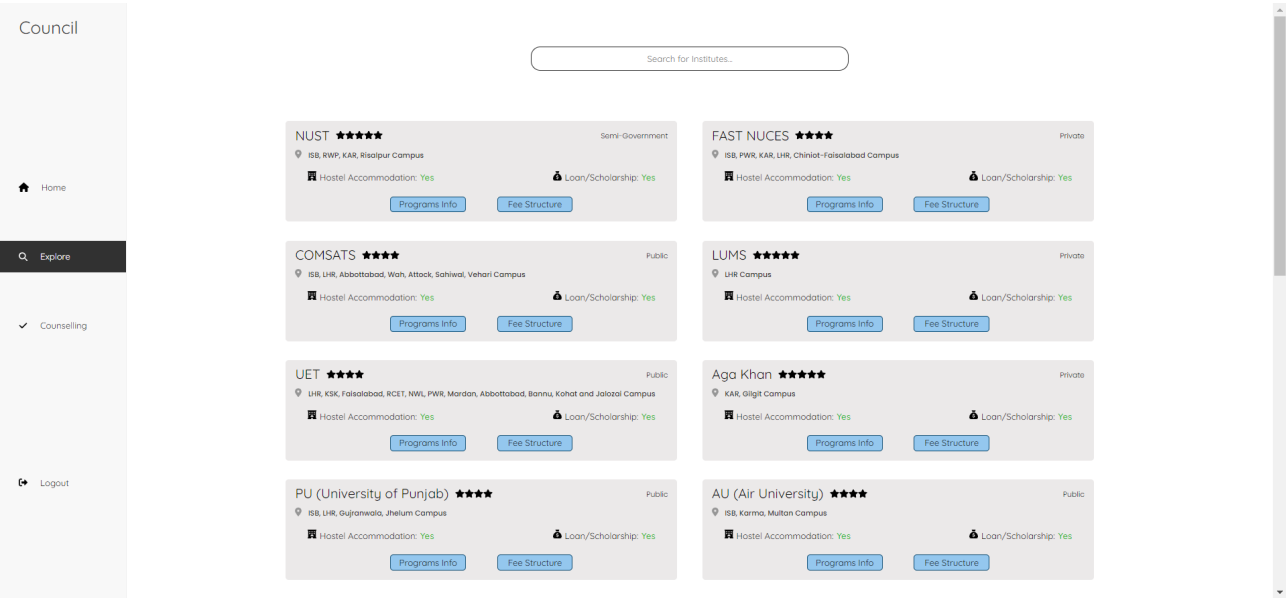 Council
Home
Explore
Counselling
Logout
Search for Institutes...
NUST
Semi-Government
ISB, RWP, KAR, Risalpur Campus
Hostel Accommodation: Yes
Loan/Scholarship: Yes
Programs Info
Fee Structure
FAST NUCES
Private
ISB, PWR, KAR, LHR, Chiniot-Faisalabad Campus
Hostel Accommodation: Yes
Loan/Scholarship: Yes
Programs Info
Fee Structure
COMSATS
Public
ISB, LHR, Abbottabad, Wah, Attock, Sahiwal, Vehari Campus
Hostel Accommodation: Yes
Loan/Scholarship: Yes
Programs Info
Fee Structure
LUMS
Private
LHR Campus
Hostel Accommodation: Yes
Loan/Scholarship: Yes
Programs Info
Fee Structure
UET
Public
LHR, KSK, Faisalabad, RCET, NWL, PWR, Mardan, Abbottabad, Bannu, Kohat and Jalozai Campus
Hostel Accommodation: Yes
Loan/Scholarship: Yes
Programs Info
Fee Structure
Aga Khan
Private
KAR, Gilgit Campus
Hostel Accommodation: Yes
Loan/Scholarship: Yes
Programs Info
Fee Structure
PU (University of Punjab)
Public
ISB, LHR, Gujranwala, Jhelum Campus
Hostel Accommodation: Yes
Loan/Scholarship: Yes
Programs Info
Fee Structure
AU (Air University)
Public
ISB, Karma, Multan Campus
Hostel Accommodation: Yes
Loan/Scholarship: Yes
Programs Info
Fee Structure